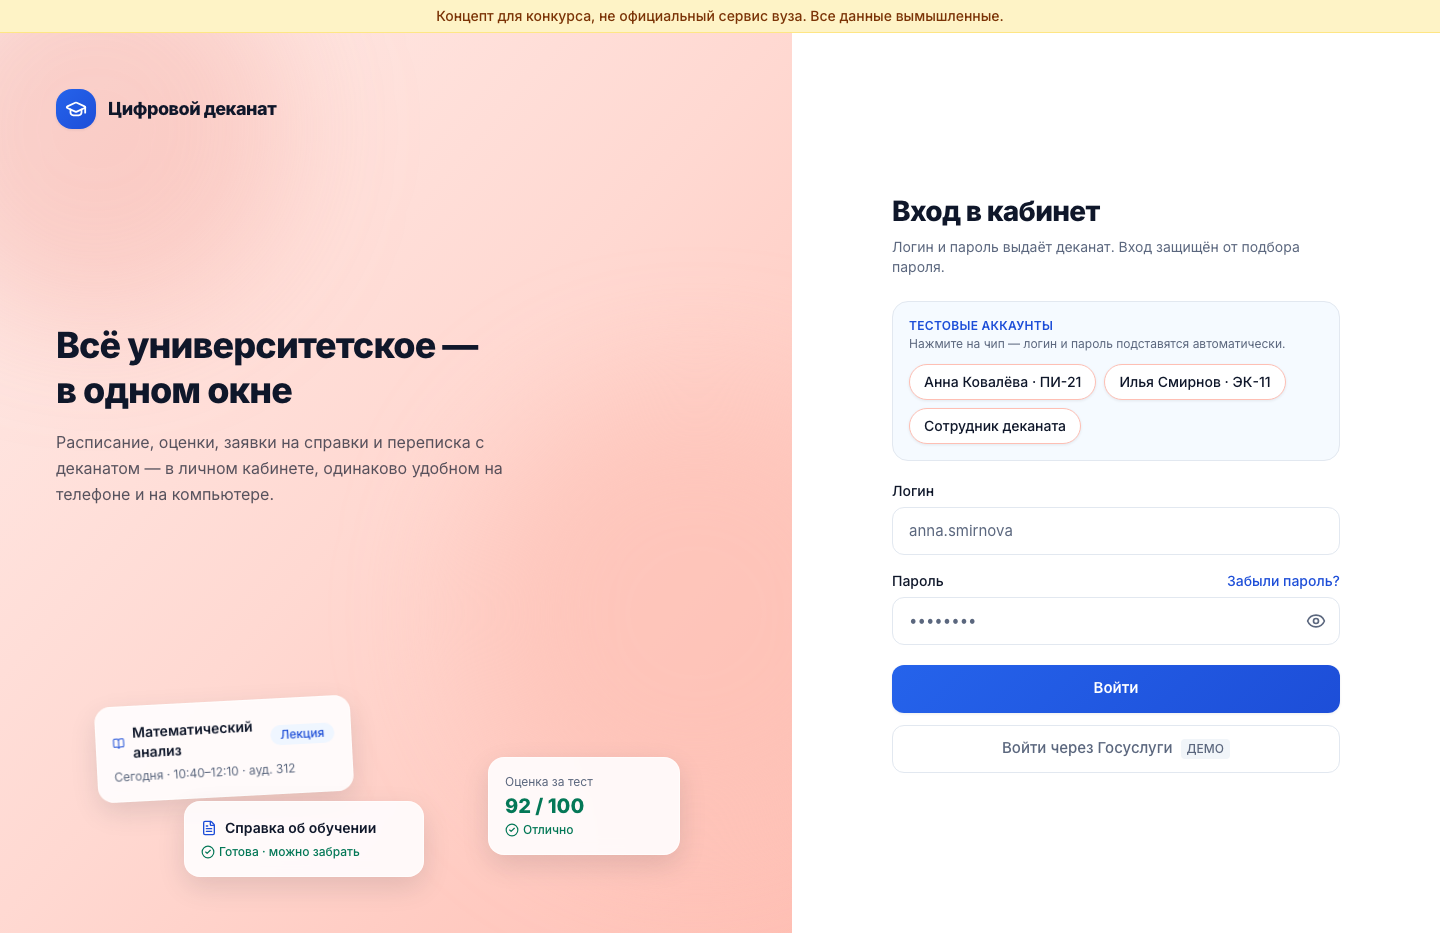 Концепт для конкурса, не официальный сервис вуза. Все данные вымышленные.
Цифровой деканат
Всё университетское —
в одном окне
Расписание, оценки, заявки на справки и переписка с
деканатом — в личном кабинете, одинаково удобном на
телефоне и на компьютере.
Математический
анализ
Лекция
Сегодня · 10:40–12:10 · ауд. 312
Справка об обучении
Готова · можно забрать
Оценка за тест
92 / 100
Отлично
Вход в кабинет
Логин и пароль выдаёт деканат. Вход защищён от подбора
пароля.
ТЕСТОВЫЕ АККАУНТЫ
Нажмите на чип — логин и пароль подставятся автоматически.
Анна Ковалёва · ПИ-21
Илья Смирнов · ЭК-11
Сотрудник деканата
Логин
anna.smirnova
Пароль
Забыли пароль?
••••••••
Войти
Войти через Госуслуги ДЕМО